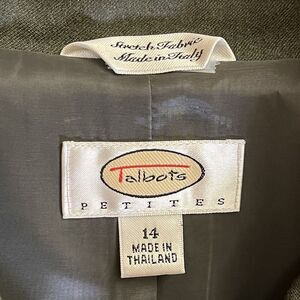 Stretch Fabric
Made in Italy
Talbots
PETITES
14
MADE IN
THAILAND